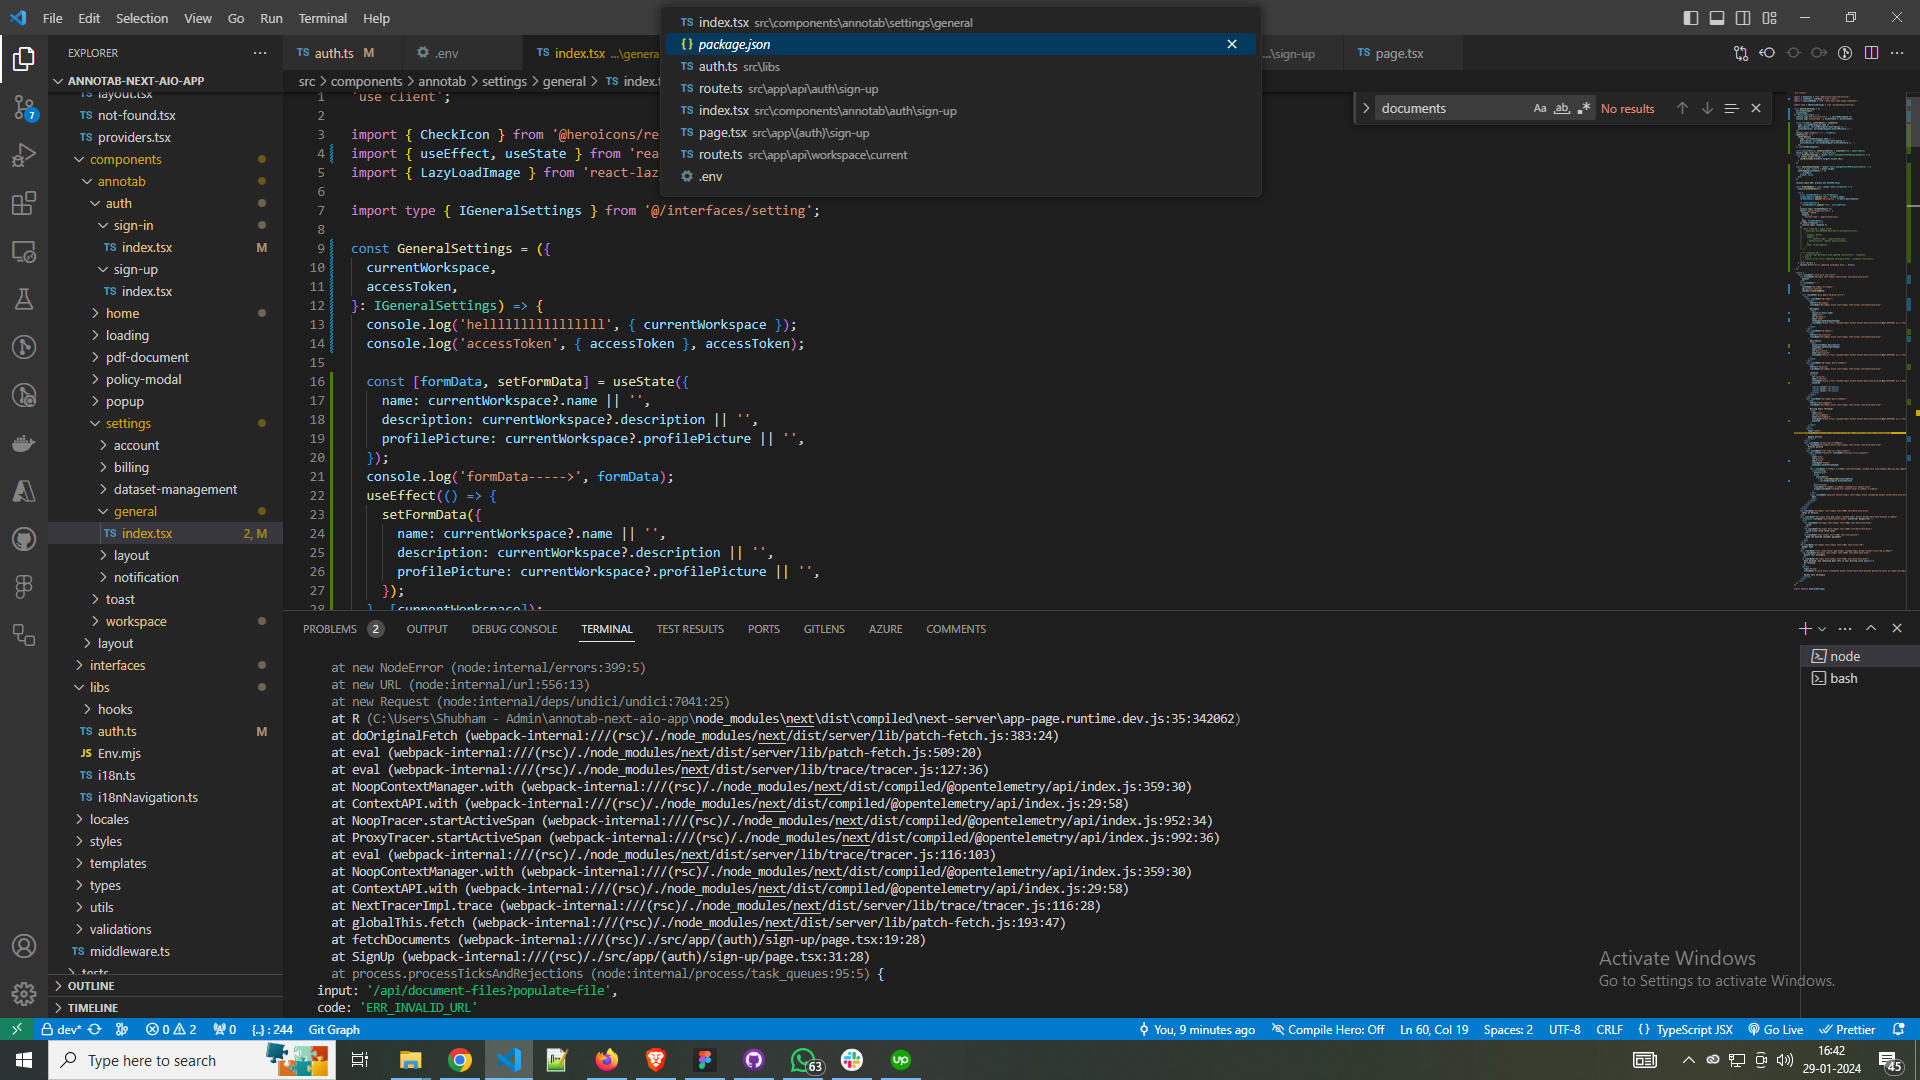 File Edit Selection View Go Run Terminal Help
EXPLORER
ANNOTAB-NEXT-AIO-APP
layout.tsx
TS not-found.tsx
TS providers.tsx
components
annotab
auth
sign-in
TS index.tsx M
sign-up
TS index.tsx
home
loading
pdf-document
policy-modal
popup
settings
account
billing
dataset-management
general
TS index.tsx 2, M
layout
notification
toast
workspace
layout
interfaces
libs
hooks
TS auth.ts M
JS Env.mjs
TS i18n.ts
TS i18nNavigation.ts
locales
styles
templates
types
utils
validations
TS middleware.ts
tests
OUTLINE
TIMELINE
7
TS auth.ts M
.env
TS index.tsx ...\genera
...\sign-up
TS page.tsx
src > components > annotab > settings > general > TS index.t
TS index.tsx src\components\annotab\settings\general
{} package.json
TS auth.ts src\libs
TS route.ts src\app\api\auth\sign-up
TS index.tsx src\components\annotab\auth\sign-up
TS page.tsx src\app\(auth)\sign-up
TS route.ts src\app\api\workspace\current
.env
documents Aa ab No results
1 'use client';
2
3 import { CheckIcon } from '@heroicons/re
4 import { useEffect, useState } from 'rea
5 import { LazyLoadImage } from 'react-laz
6
7 import type { IGeneralSettings } from '@/interfaces/setting';
8
9 const GeneralSettings = ({
10 currentWorkspace,
11 accessToken,
12 }: IGeneralSettings) => {
13 console.log('hellllllllllllllll', { currentWorkspace });
14 console.log('accessToken', { accessToken }, accessToken);
15
16 const [formData, setFormData] = useState({
17 name: currentWorkspace?.name || '',
18 description: currentWorkspace?.description || '',
19 profilePicture: currentWorkspace?.profilePicture || '',
20 });
21 console.log('formData----->', formData);
22 useEffect(() => {
23 setFormData({
24 name: currentWorkspace?.name || '',
25 description: currentWorkspace?.description || '',
26 profilePicture: currentWorkspace?.profilePicture || '',
27 });
28 }, [currentWorkspace]);
PROBLEMS 2 OUTPUT DEBUG CONSOLE TERMINAL TEST RESULTS PORTS GITLENS AZURE COMMENTS
node
bash
at new NodeError (node:internal/errors:399:5)
at new URL (node:internal/url:556:13)
at new Request (node:internal/deps/undici/undici:7041:25)
at R (C:\Users\Shubham - Admin\annotab-next-aio-app\node_modules\next\dist\compiled\next-server\app-page.runtime.dev.js:35:342062)
at doOriginalFetch (webpack-internal:///(rsc)/./node_modules/next/dist/server/lib/patch-fetch.js:383:24)
at eval (webpack-internal:///(rsc)/./node_modules/next/dist/server/lib/patch-fetch.js:509:20)
at eval (webpack-internal:///(rsc)/./node_modules/next/dist/server/lib/trace/tracer.js:127:36)
at NoopContextManager.with (webpack-internal:///(rsc)/./node_modules/next/dist/compiled/@opentelemetry/api/index.js:359:30)
at ContextAPI.with (webpack-internal:///(rsc)/./node_modules/next/dist/compiled/@opentelemetry/api/index.js:29:58)
at NoopTracer.startActiveSpan (webpack-internal:///(rsc)/./node_modules/next/dist/compiled/@opentelemetry/api/index.js:952:34)
at ProxyTracer.startActiveSpan (webpack-internal:///(rsc)/./node_modules/next/dist/compiled/@opentelemetry/api/index.js:992:36)
at eval (webpack-internal:///(rsc)/./node_modules/next/dist/server/lib/trace/tracer.js:116:103)
at NoopContextManager.with (webpack-internal:///(rsc)/./node_modules/next/dist/compiled/@opentelemetry/api/index.js:359:30)
at ContextAPI.with (webpack-internal:///(rsc)/./node_modules/next/dist/compiled/@opentelemetry/api/index.js:29:58)
at NextTracerImpl.trace (webpack-internal:///(rsc)/./node_modules/next/dist/server/lib/trace/tracer.js:116:28)
at globalThis.fetch (webpack-internal:///(rsc)/./node_modules/next/dist/server/lib/patch-fetch.js:193:47)
at fetchDocuments (webpack-internal:///(rsc)/./src/app/(auth)/sign-up/page.tsx:19:28)
at SignUp (webpack-internal:///(rsc)/./src/app/(auth)/sign-up/page.tsx:31:28)
at process.processTicksAndRejections (node:internal/process/task_queues:95:5) {
input: '/api/document-files?populate=file',
code: 'ERR_INVALID_URL'
Activate Windows
Go to Settings to activate Windows.
dev* 0 2 0 {..} : 244 Git Graph
You, 9 minutes ago Compile Hero: Off Ln 60, Col 19 Spaces: 2 UTF-8 CRLF {} TypeScript JSX Go Live Prettier
Type here to search
up
63
16:42
29-01-2024
45